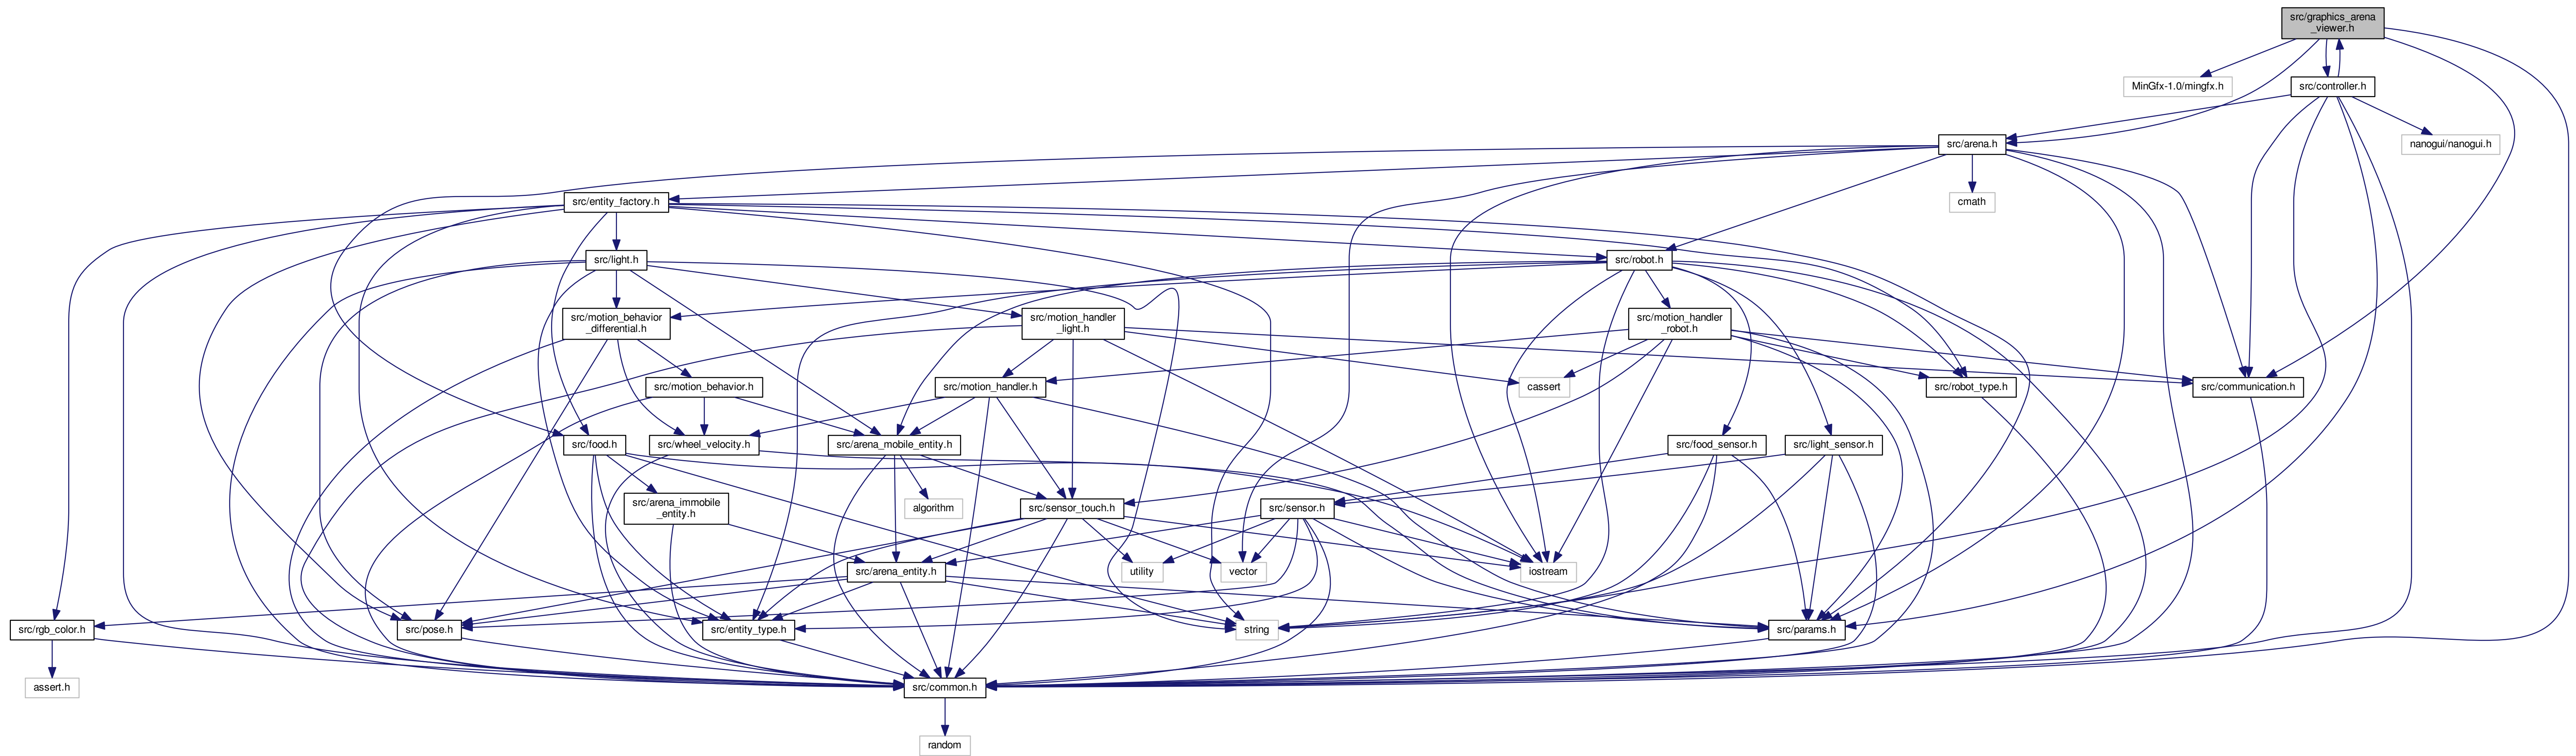 src/graphics_arena
_viewer.h
MinGfx-1.0/mingfx.h
src/controller.h
src/arena.h
nanogui/nanogui.h
src/entity_factory.h
cmath
src/light.h
src/robot.h
src/motion_behavior
_differential.h
src/motion_handler
_light.h
src/motion_handler
_robot.h
src/motion_behavior.h
src/motion_handler.h
cassert
src/robot_type.h
src/communication.h
src/food.h
src/wheel_velocity.h
src/arena_mobile_entity.h
src/food_sensor.h
src/light_sensor.h
src/arena_immobile
_entity.h
algorithm
src/sensor_touch.h
src/sensor.h
src/arena_entity.h
utility
vector
iostream
src/rgb_color.h
src/pose.h
src/entity_type.h
string
src/params.h
assert.h
src/common.h
random